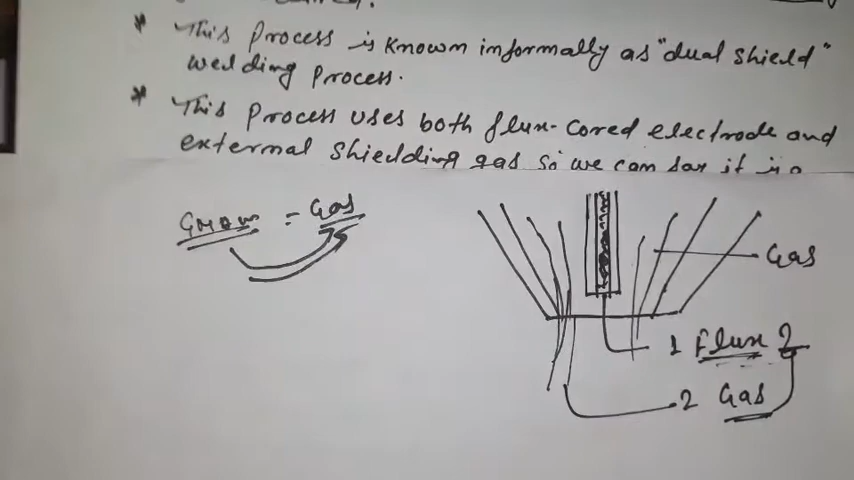 * This process is known informally as "dual shield"
welding process.
* This process uses both flux-cored electrode and
external shielding gas so we can say it is a
GMAW = Gas
Gas
1 Flux 2
2 Gas